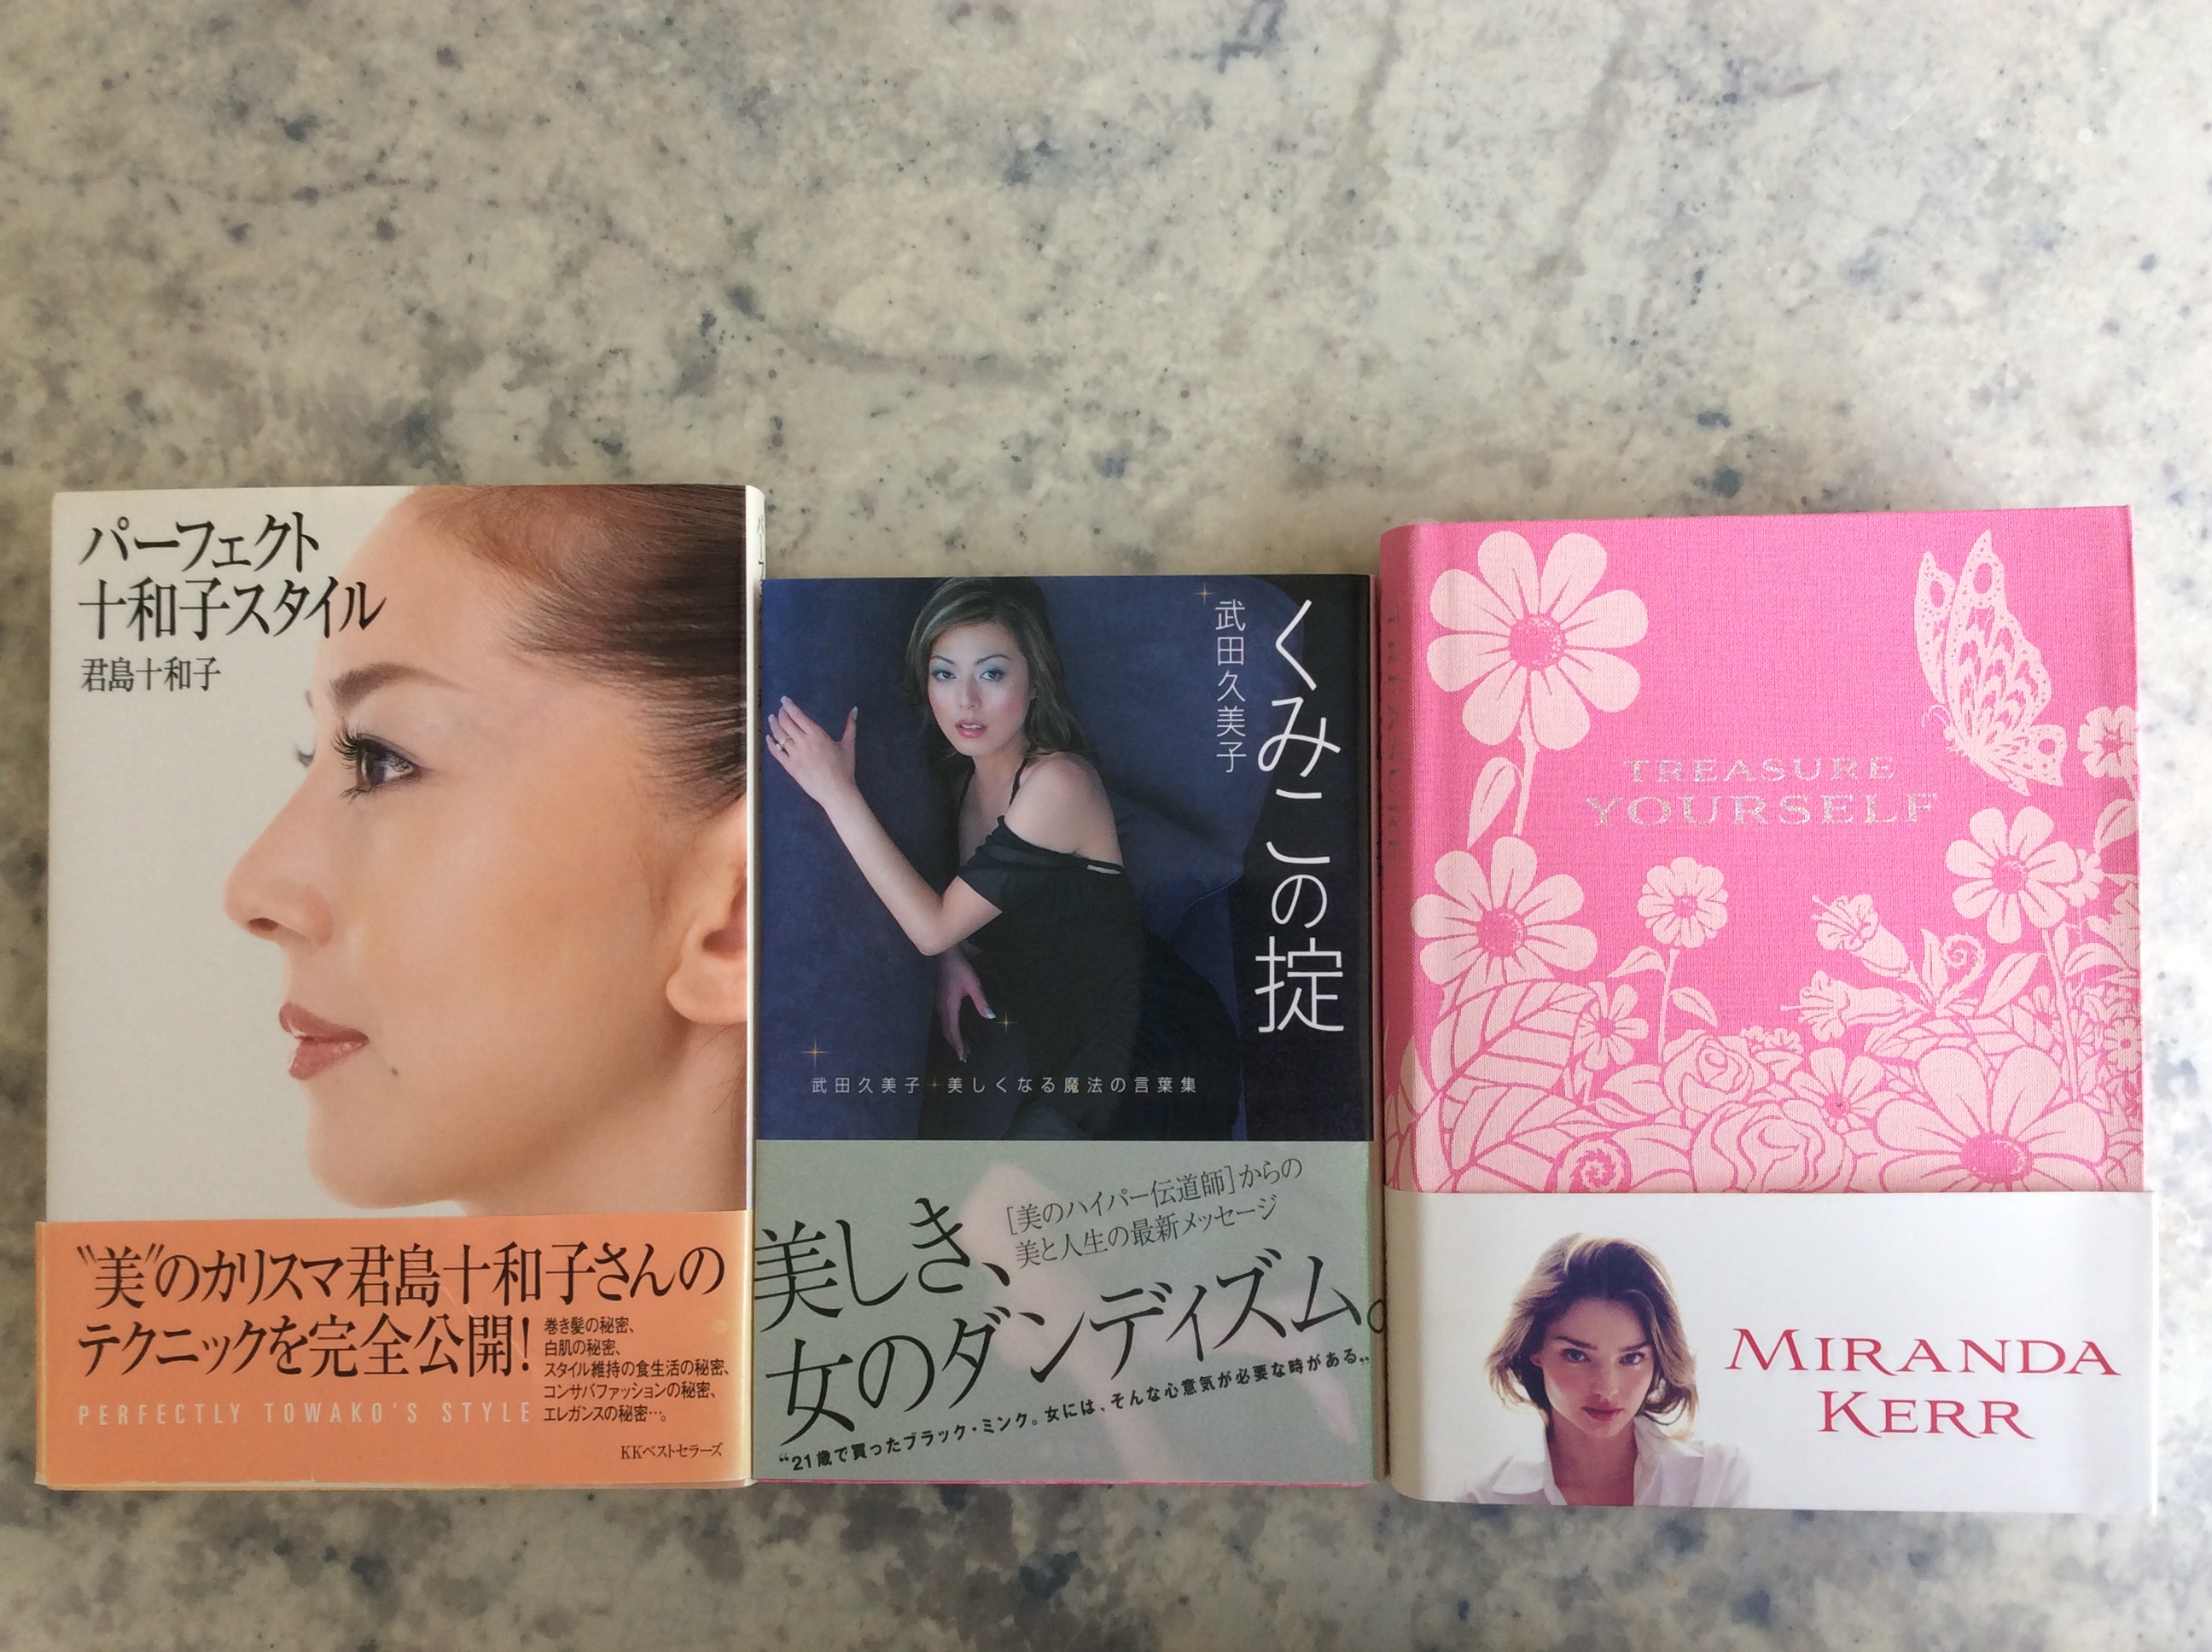 パーフェクト
十和子スタイル
君島十和子
〝美〟のカリスマ君島十和子さんの
テクニックを完全公開!
巻き髪の秘密、
白肌の秘密、
スタイル維持の食生活の秘密、
コンサバファッションの秘密、
エレガンスの秘密…。
PERFECTLY TOWAKO'S STYLE
KKベストセラーズ
くみこの掟
武田久美子
武田久美子 美しくなる魔法の言葉集
[美のハイパー伝道師]からの
美と人生の最新メッセージ
美しき、
女のダンディズム。
“21歳で買ったブラック・ミンク。女には、そんな心意気が必要な時がある„
TREASURE
YOURSELF
MIRANDA
KERR